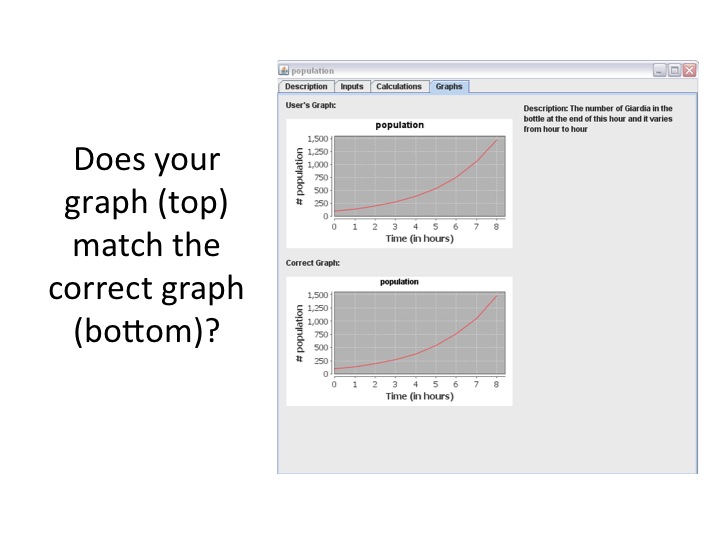 Does your
graph (top)
match the
correct graph
(bottom)?
population
Description Inputs Calculations Graphs
User's Graph:
population
# population
1,500
1,250
1,000
750
500
250
0
0 1 2 3 4 5 6 7 8
Time (in hours)
Correct Graph:
population
# population
1,500
1,250
1,000
750
500
250
0
0 1 2 3 4 5 6 7 8
Time (in hours)
Description: The number of Giardia in the
bottle at the end of this hour and it varies
from hour to hour